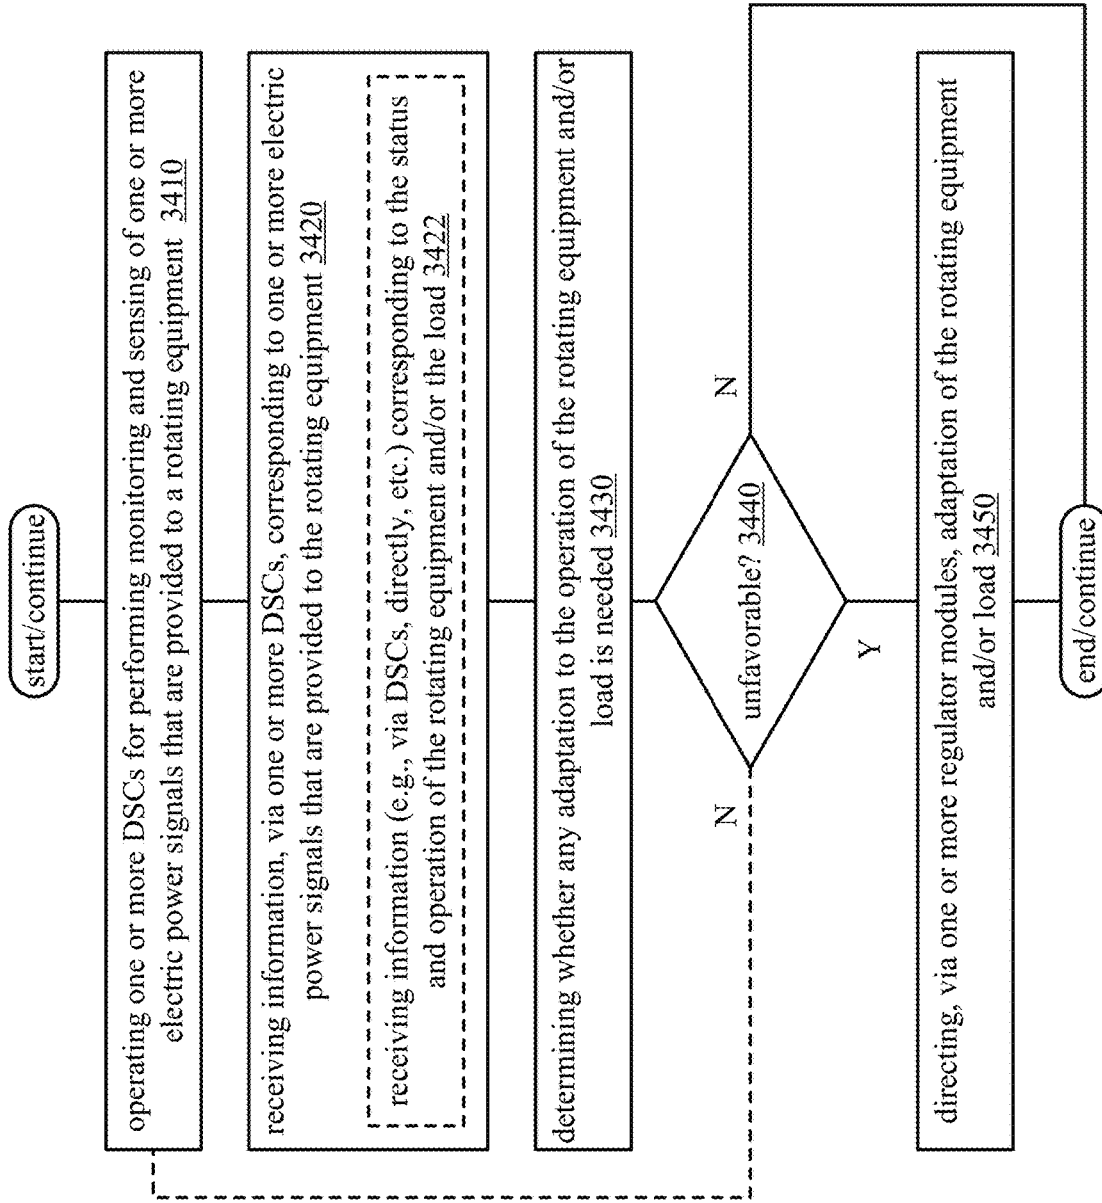 start/continue
operating one or more DSCs for performing monitoring and sensing of one or more
electric power signals that are provided to a rotating equipment 3410
receiving information, via one or more DSCs, corresponding to one or more electric
power signals that are provided to the rotating equipment 3420
receiving information (e.g., via DSCs, directly, etc.) corresponding to the status
and operation of the rotating equipment and/or the load 3422
determining whether any adaptation to the operation of the rotating equipment and/or
load is needed 3430
N
unfavorable? 3440
N
Y
directing, via one or more regulator modules, adaptation of the rotating equipment
and/or load 3450
end/continue